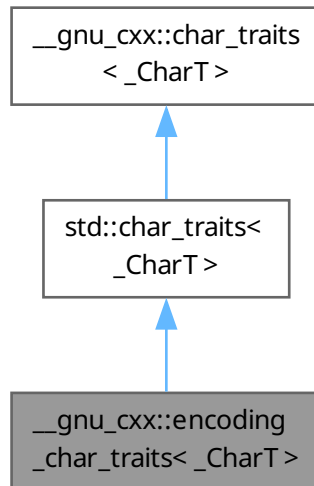 __gnu_cxx::char_traits
< _CharT >
std::char_traits<
_CharT >
__gnu_cxx::encoding
_char_traits< _CharT >